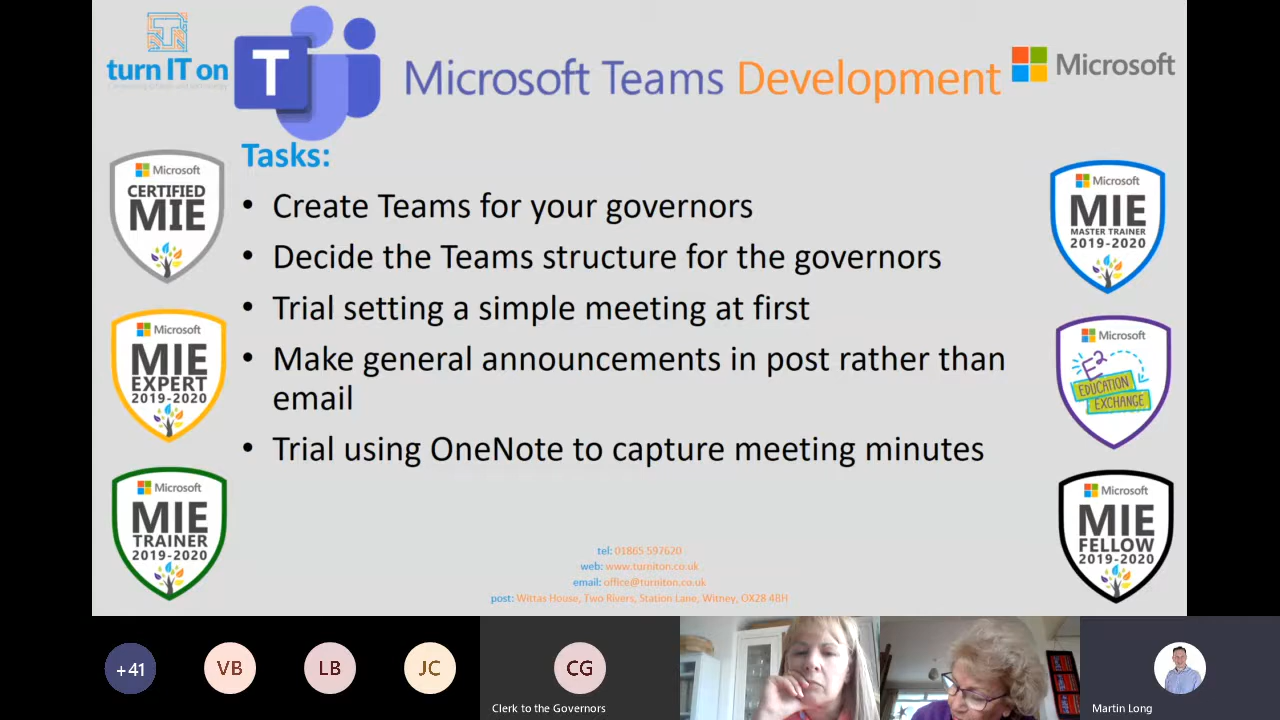 turn IT on
T
Microsoft Teams Development
Microsoft
Tasks:
• Create Teams for your governors
• Decide the Teams structure for the governors
• Trial setting a simple meeting at first
• Make general announcements in post rather than
email
• Trial using OneNote to capture meeting minutes
Microsoft
CERTIFIED
MIE
Microsoft
MIE
EXPERT
2019-2020
Microsoft
MIE
TRAINER
2019-2020
Microsoft
MIE
MASTER TRAINER
2019-2020
Microsoft
E²
EDUCATION
EXCHANGE
Microsoft
MIE
FELLOW
2019-2020
tel: 01865 597620
web: www.turniton.co.uk
email: office@turniton.co.uk
post: Wittas House, Two Rivers, Station Lane, Witney, OX28 4BH
+41
VB
LB
JC
CG
Clerk to the Governors
Martin Long